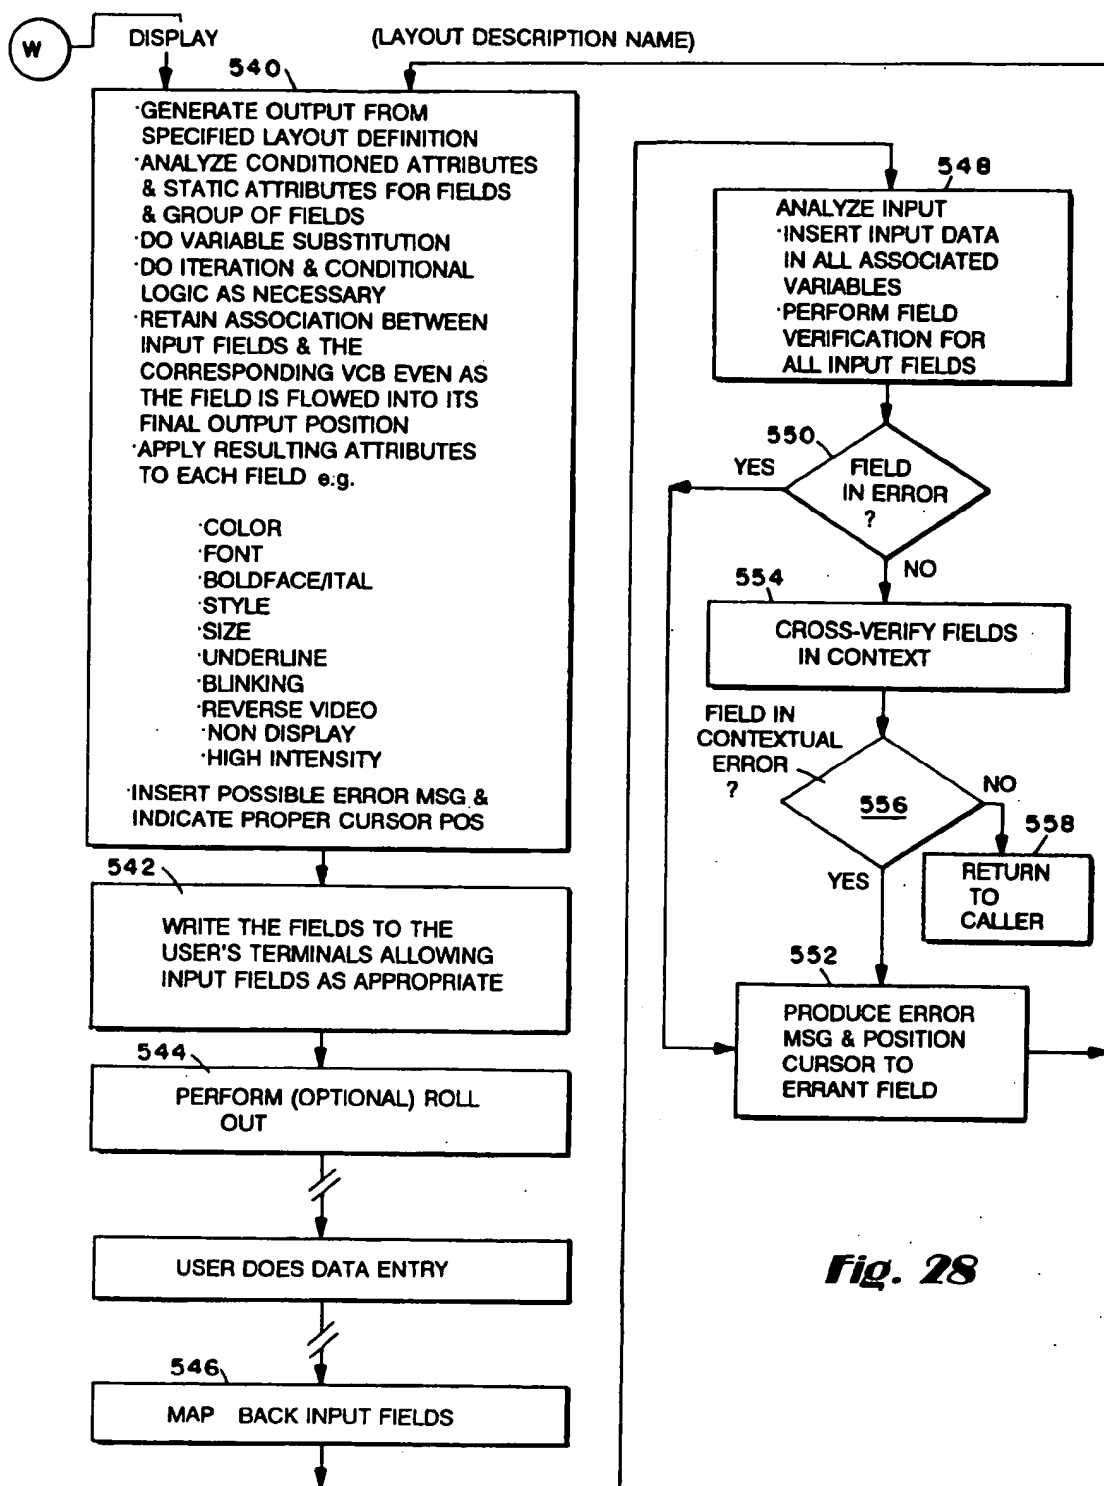 W
DISPLAY
(LAYOUT DESCRIPTION NAME)
540
·GENERATE OUTPUT FROM
SPECIFIED LAYOUT DEFINITION
·ANALYZE CONDITIONED ATTRIBUTES
& STATIC ATTRIBUTES FOR FIELDS
& GROUP OF FIELDS
·DO VARIABLE SUBSTITUTION
·DO ITERATION & CONDITIONAL
LOGIC AS NECESSARY
·RETAIN ASSOCIATION BETWEEN
INPUT FIELDS & THE
CORRESPONDING VCB EVEN AS
THE FIELD IS FLOWED INTO ITS
FINAL OUTPUT POSITION
·APPLY RESULTING ATTRIBUTES
TO EACH FIELD e.g.
·COLOR
·FONT
·BOLDFACE/ITAL
·STYLE
·SIZE
·UNDERLINE
·BLINKING
·REVERSE VIDEO
·NON DISPLAY
·HIGH INTENSITY
·INSERT POSSIBLE ERROR MSG &
INDICATE PROPER CURSOR POS
542
WRITE THE FIELDS TO THE
USER'S TERMINALS ALLOWING
INPUT FIELDS AS APPROPRIATE
544
PERFORM (OPTIONAL) ROLL
OUT
USER DOES DATA ENTRY
546
MAP BACK INPUT FIELDS
548
ANALYZE INPUT
·INSERT INPUT DATA
IN ALL ASSOCIATED
VARIABLES
·PERFORM FIELD
VERIFICATION FOR
ALL INPUT FIELDS
550
YES
FIELD
IN ERROR
?
NO
554
CROSS-VERIFY FIELDS
IN CONTEXT
FIELD IN
CONTEXTUAL
ERROR
?
556
NO
558
RETURN
TO
CALLER
YES
552
PRODUCE ERROR
MSG & POSITION
CURSOR TO
ERRANT FIELD
Fig. 28